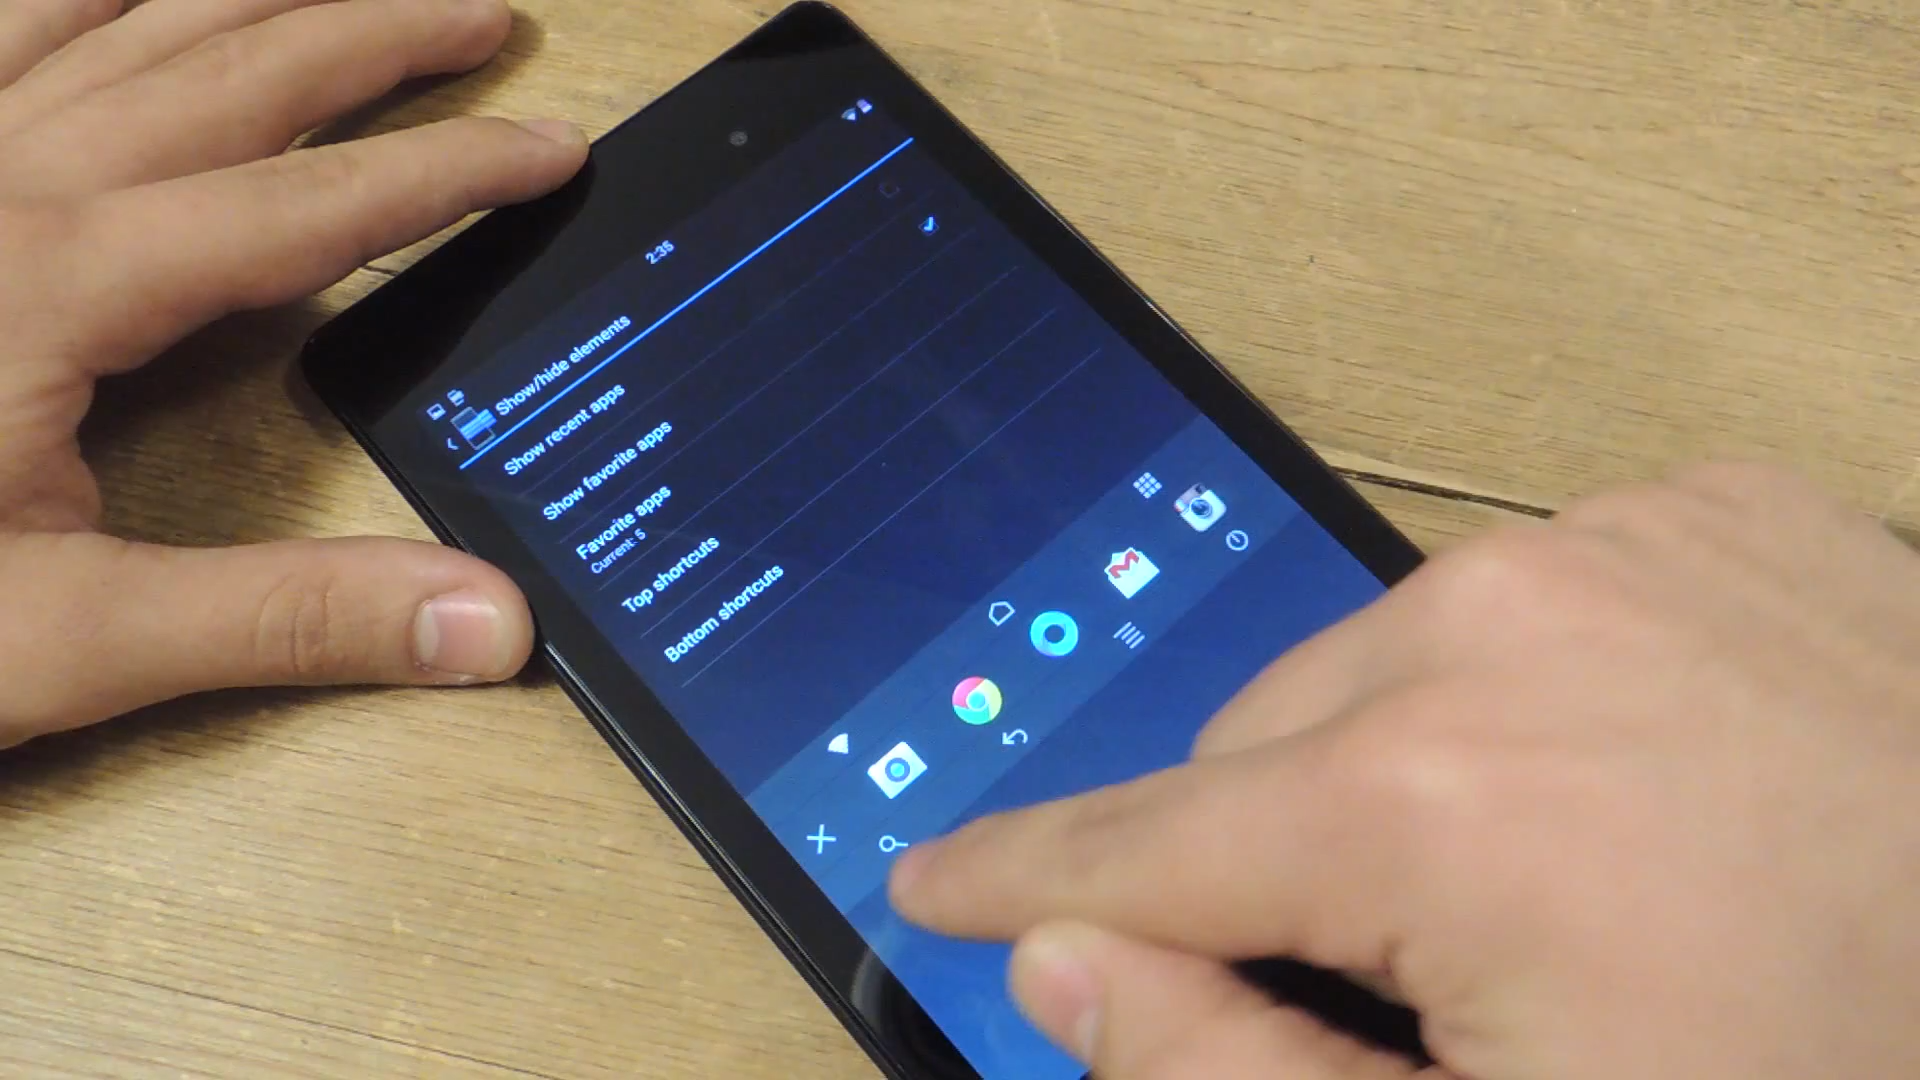 2:35
Show/hide elements
Show recent apps
Show favorite apps
Favorite apps
Current: 5
Top shortcuts
Bottom shortcuts